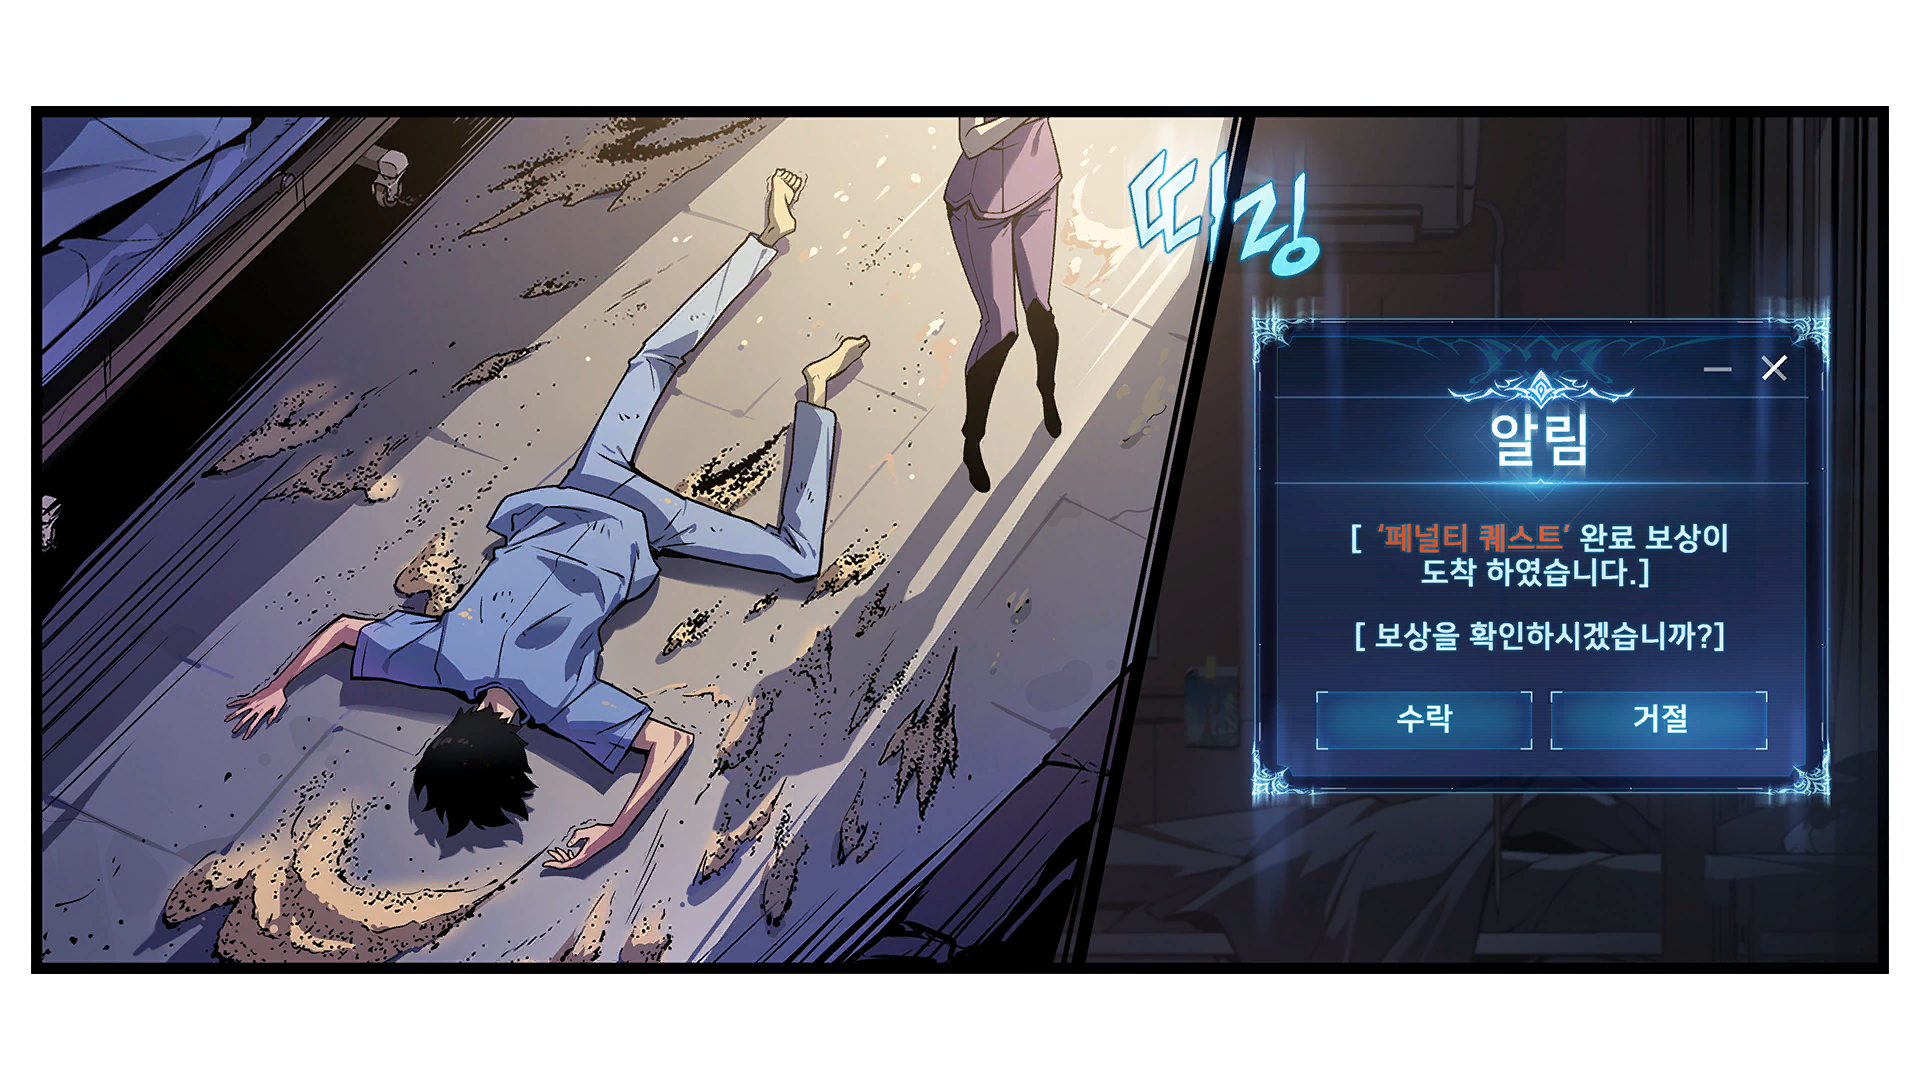 띠링
알림
[ ‘페널티 퀘스트’ 완료 보상이
도착 하였습니다.]
[ 보상을 확인하시겠습니까?]
수락
거절